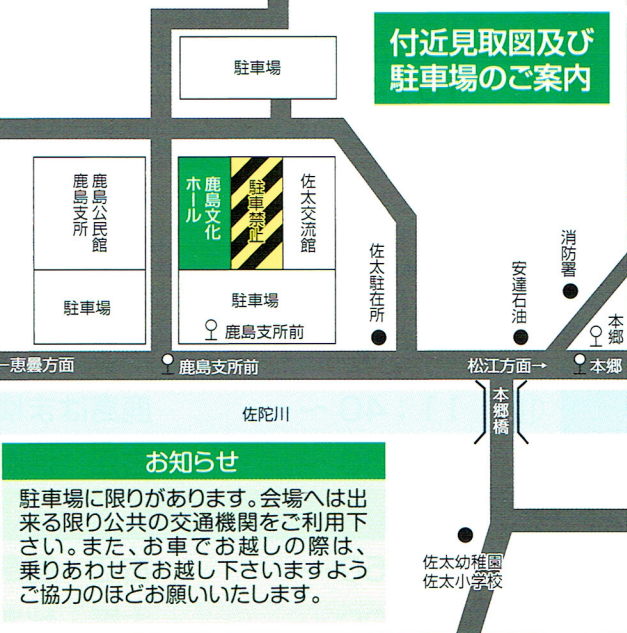 付近見取図及び
駐車場のご案内
駐車場
鹿島公民館
鹿島支所
鹿島文化
ホール
駐車禁止
佐太交流館
駐車場
駐車場
鹿島支所前
佐太駐在所
安達石油
消防署
本郷
←恵曇方面
鹿島支所前
松江方面→
本郷
本郷橋
佐陀川
お知らせ
駐車場に限りがあります。会場へは出
来る限り公共の交通機関をご利用下
さい。また、お車でお越しの際は、
乗りあわせてお越し下さいますよう
ご協力のほどお願いいたします。
佐太幼稚園
佐太小学校